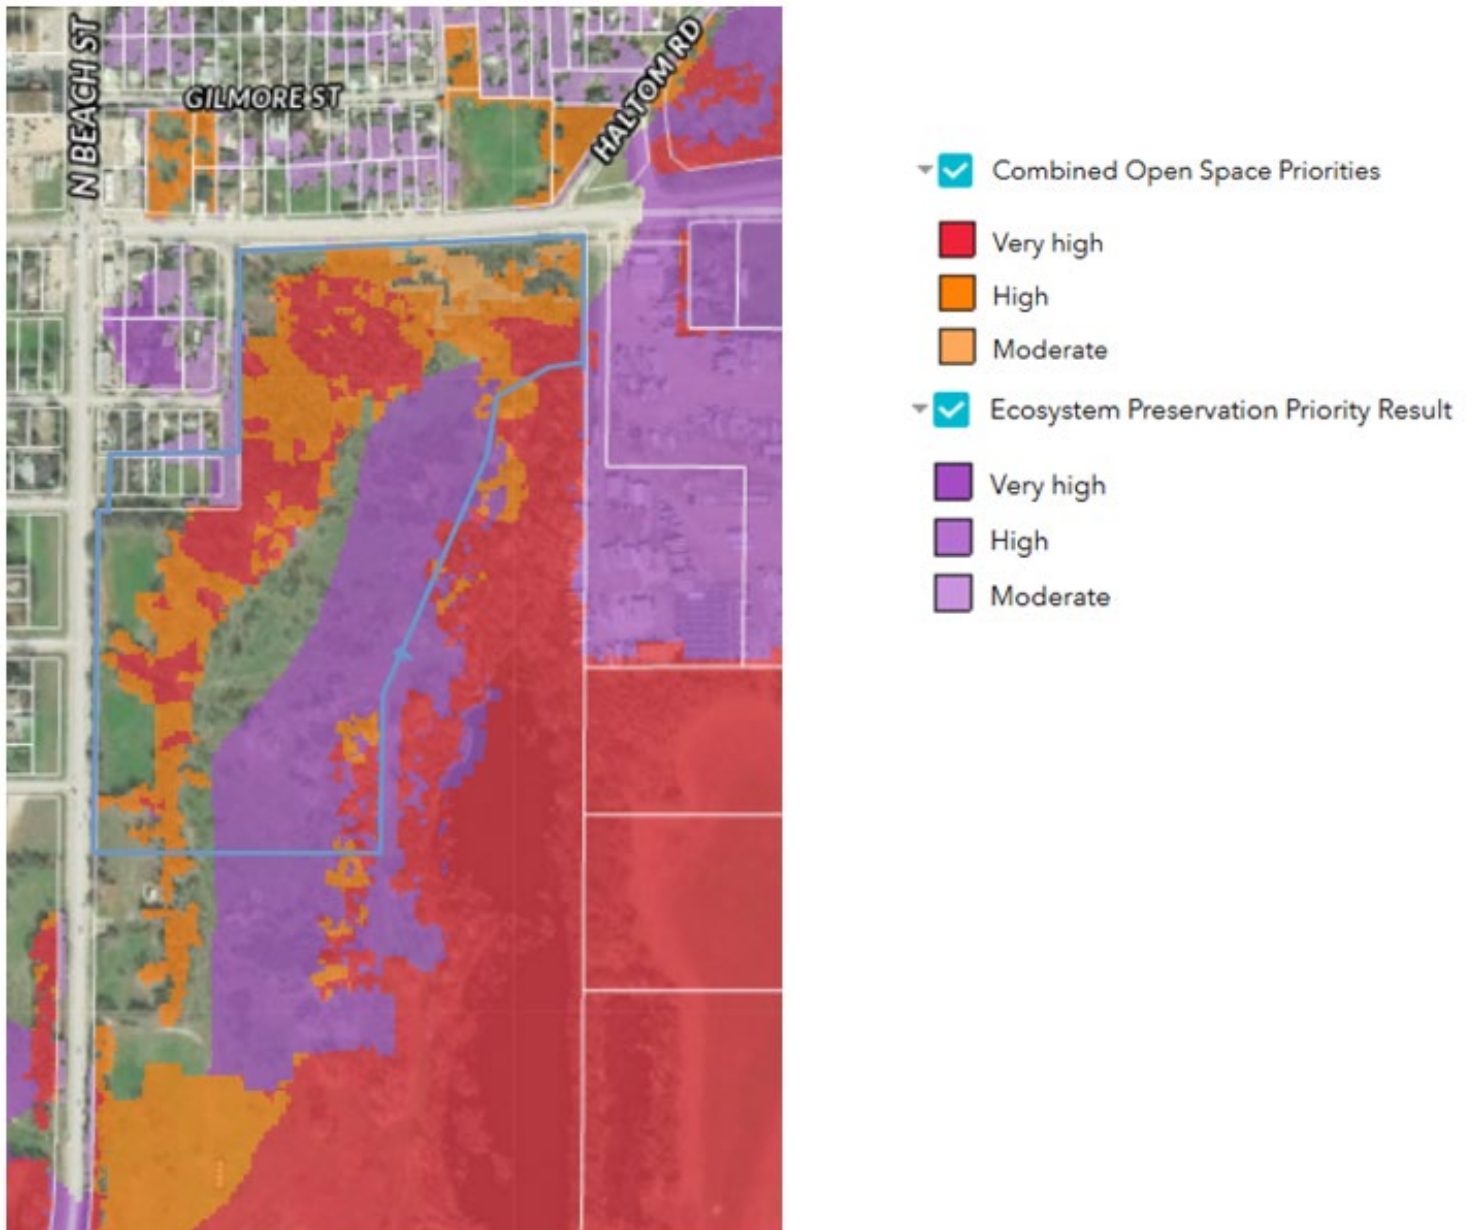 N BEACH ST
GILMORE ST
HALTOM RD
Combined Open Space Priorities
Very high
High
Moderate
Ecosystem Preservation Priority Result
Very high
High
Moderate